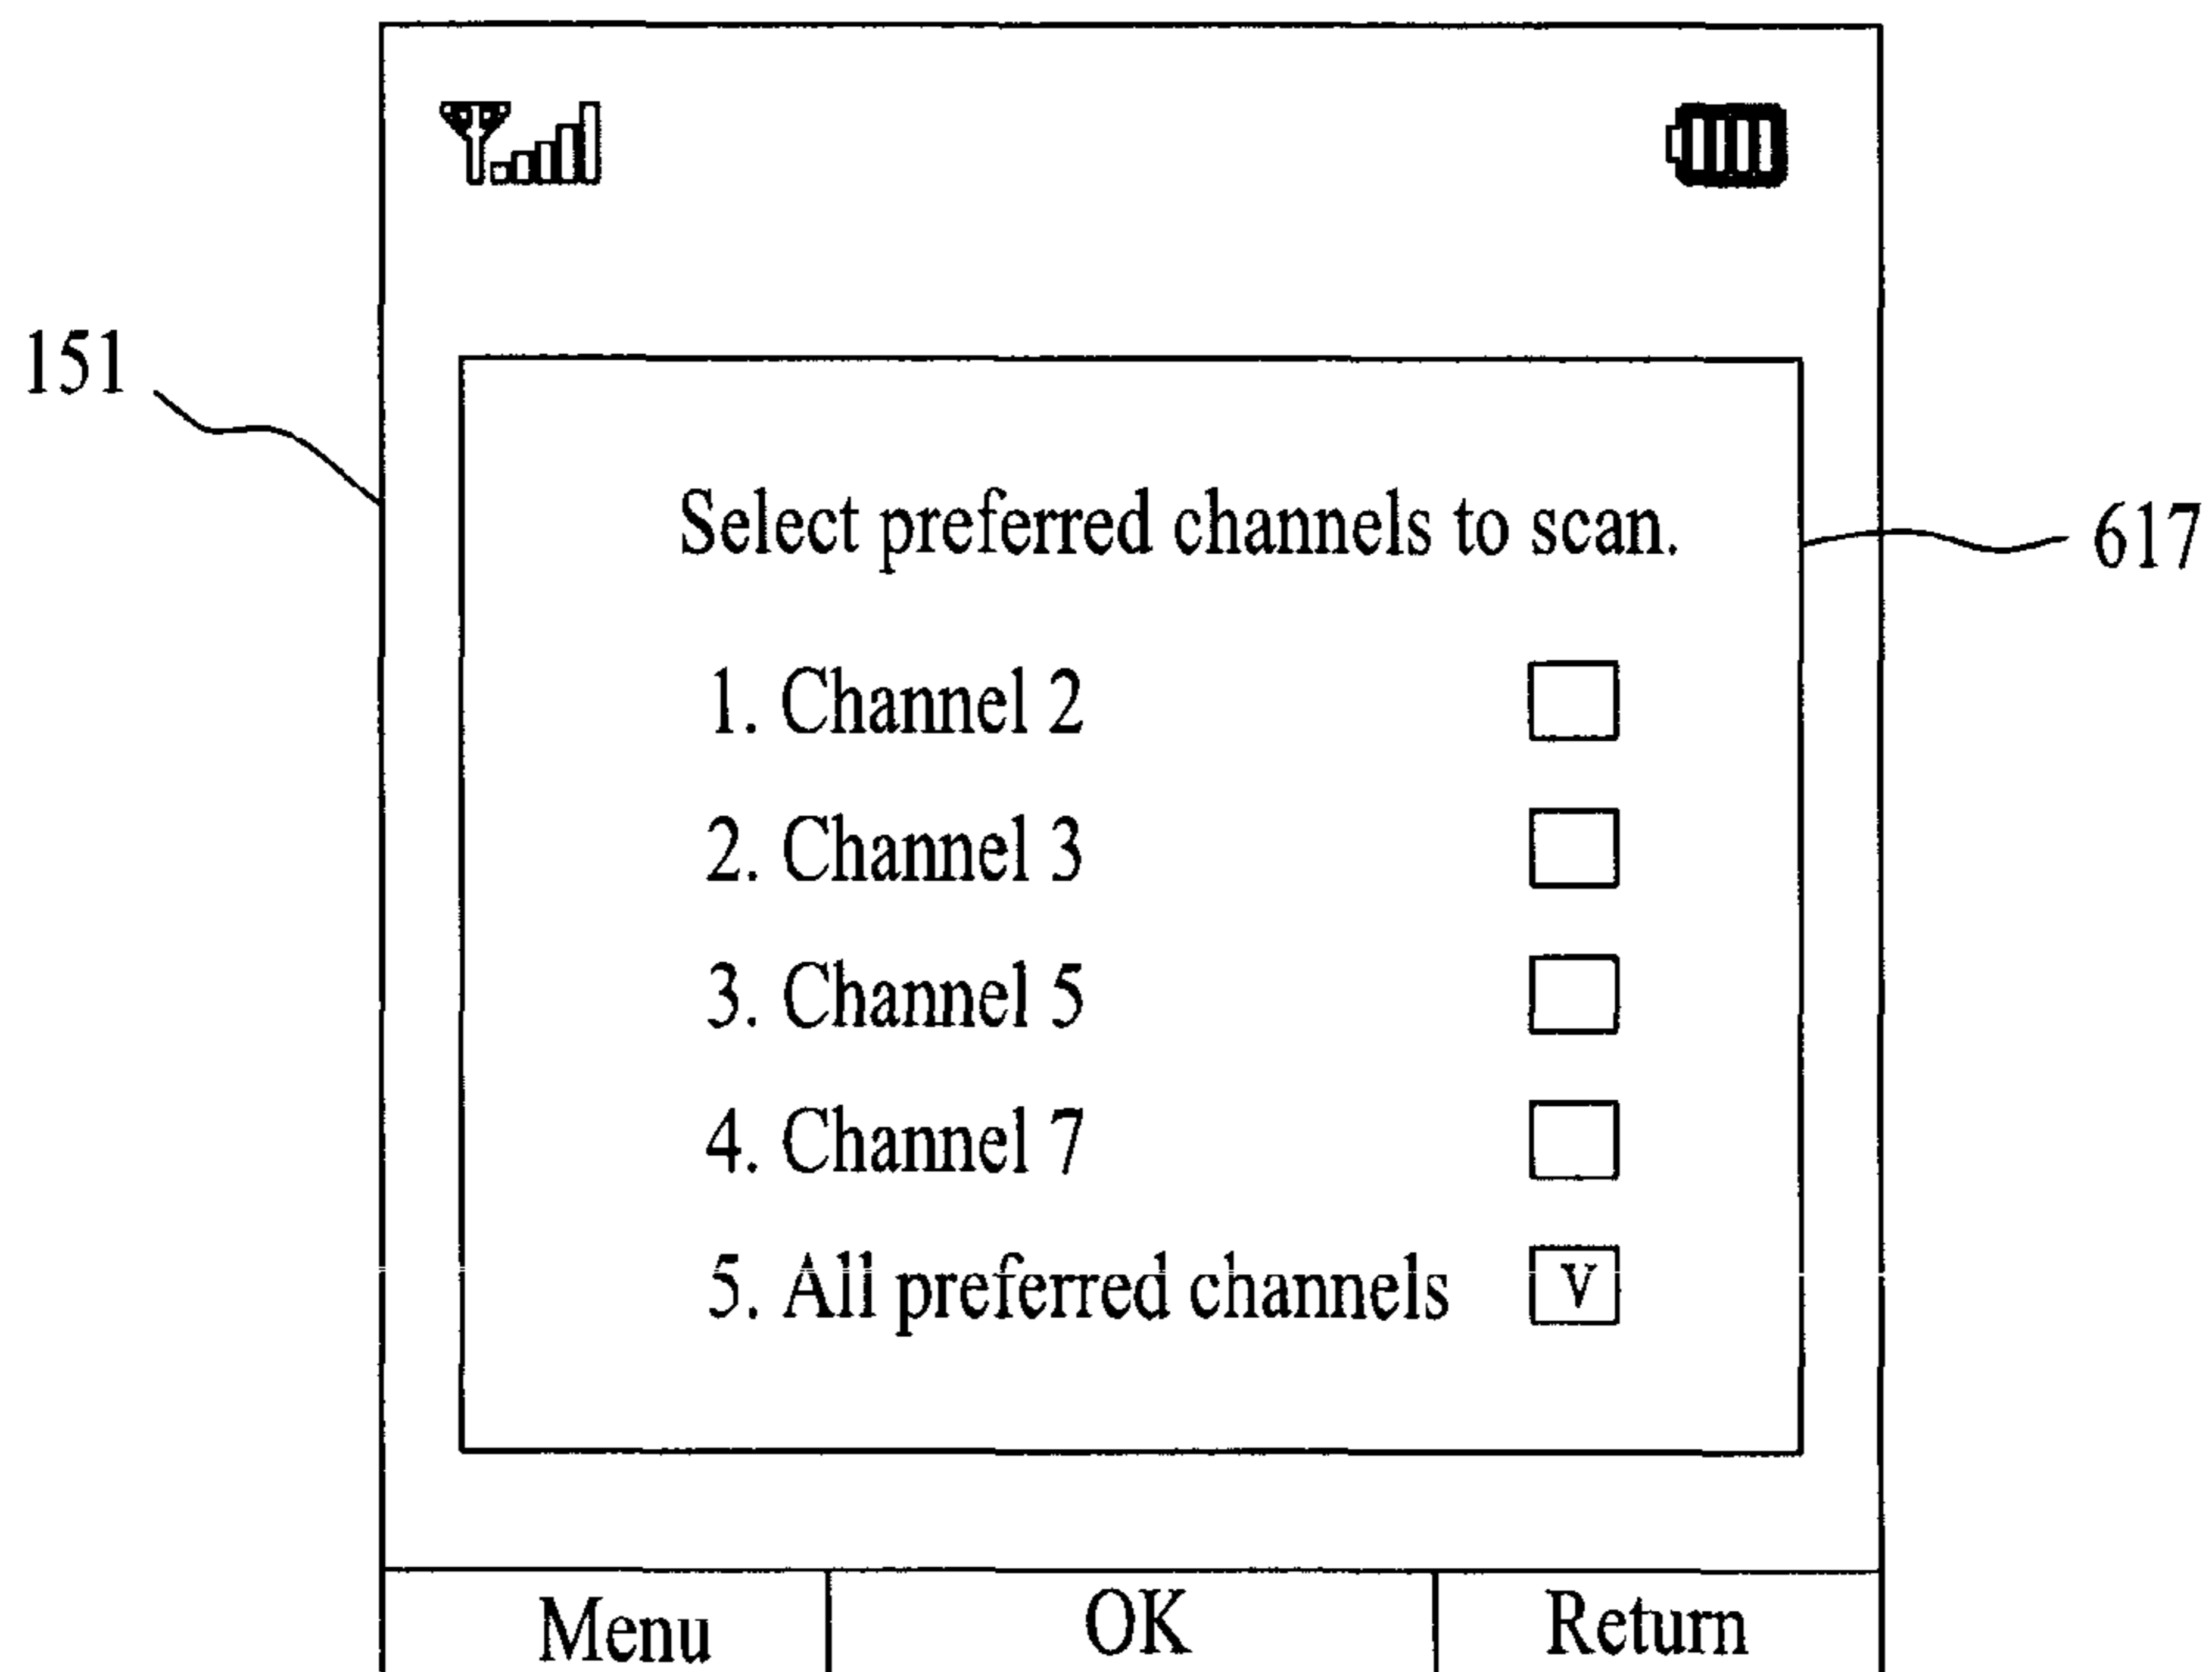 151
Select preferred channels to scan.
617
1. Channel 2
2. Channel 3
3. Channel 5
4. Channel 7
5. All preferred channels V
Menu OK Return